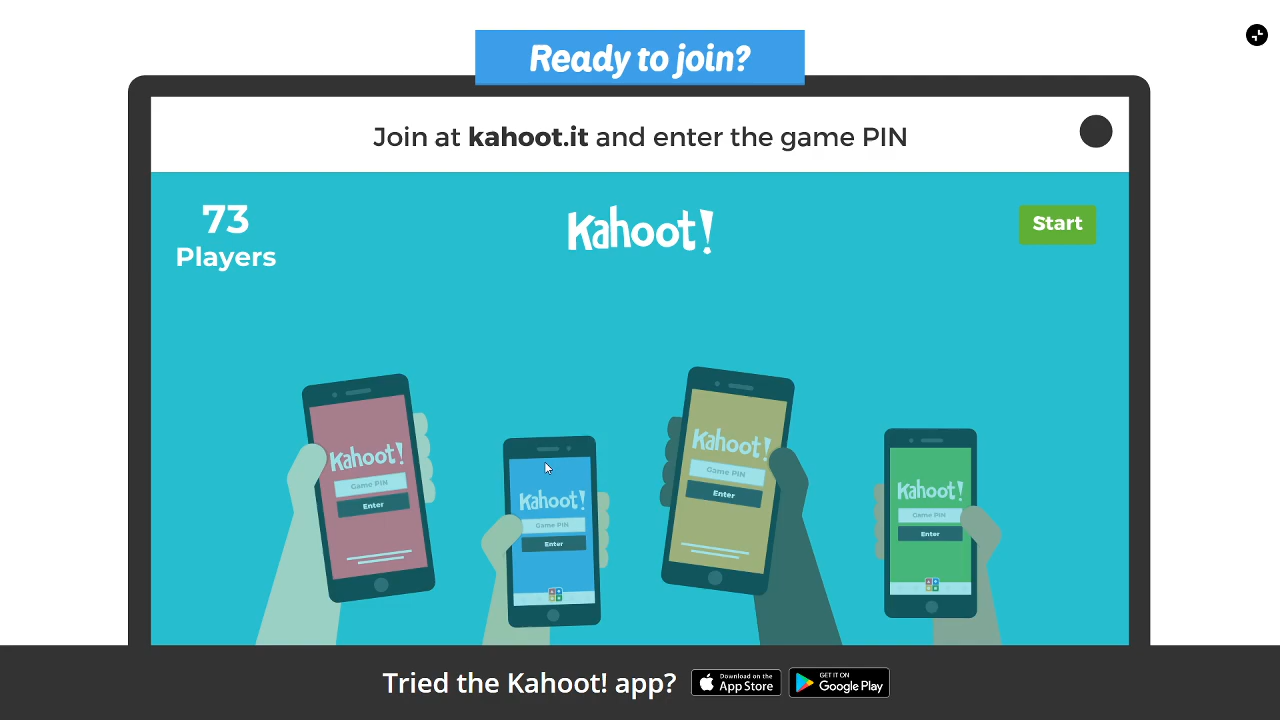 Ready to join?
Join at kahoot.it and enter the game PIN
73
Players
Kahoot!
Start
Kahoot!
Game PIN
Enter
Kahoot!
Game PIN
Enter
Kahoot!
Game PIN
Enter
Kahoot!
Game PIN
Enter
Tried the Kahoot! app?
Download on the
App Store
GET IT ON
Google Play